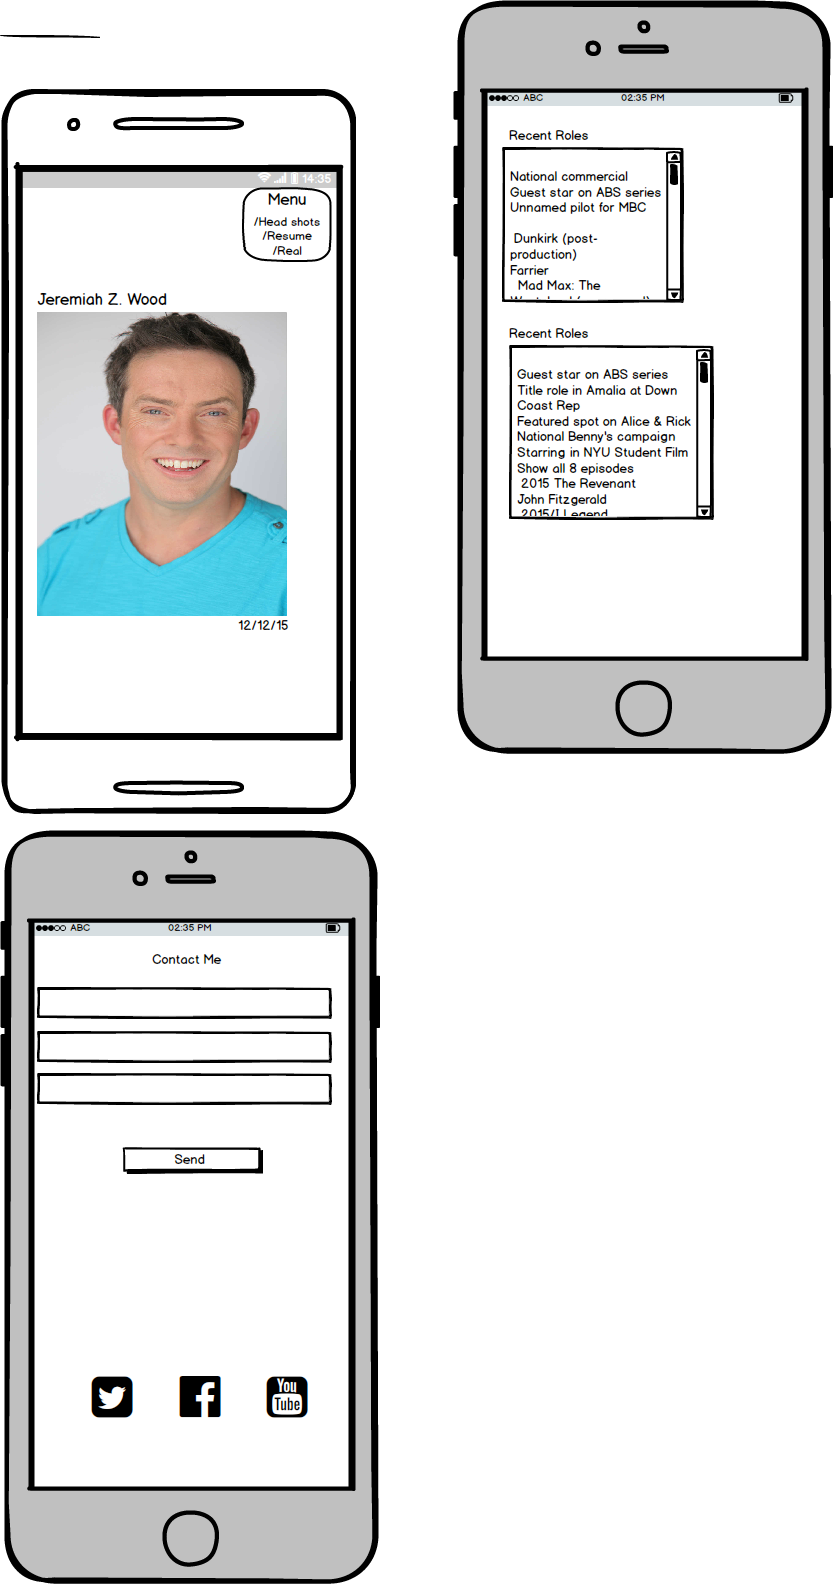 14:35
Menu
/Head shots
/Resume
/Real
Jeremiah Z. Wood
12/12/15
ABC 02:35 PM
Recent Roles
National commercial
Guest star on ABS series
Unnamed pilot for MBC
Dunkirk (post-
production)
Farrier
Mad Max: The
Recent Roles
Guest star on ABS series
Title role in Amalia at Down
Coast Rep
Featured spot on Alice & Rick
National Benny's campaign
Starring in NYU Student Film
Show all 8 episodes
2015 The Revenant
John Fitzgerald
2015/I Legend
ABC 02:35 PM
Contact Me
Send
You
Tube